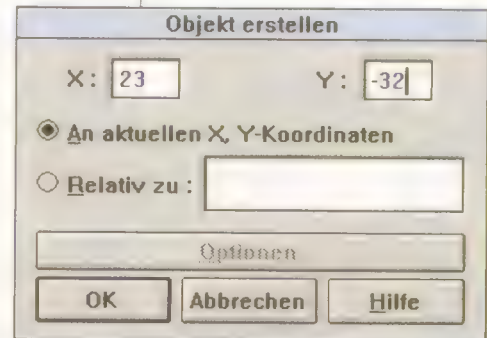 Objekt erstellen
X: 23 Y: -32
An aktuellen X, Y-Koordinaten
Relativ zu :
Optionen
OK Abbrechen Hilfe